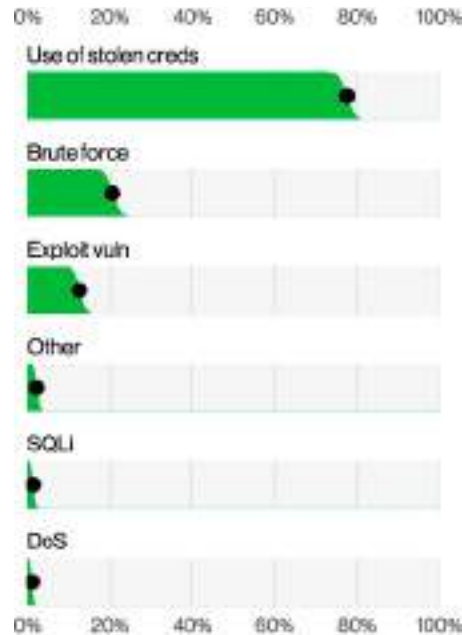 0% 20% 40% 60% 80% 100%
Use of stolen creds
Brute force
Exploit vuln
Other
SQLi
DoS
0% 20% 40% 60% 80% 100%